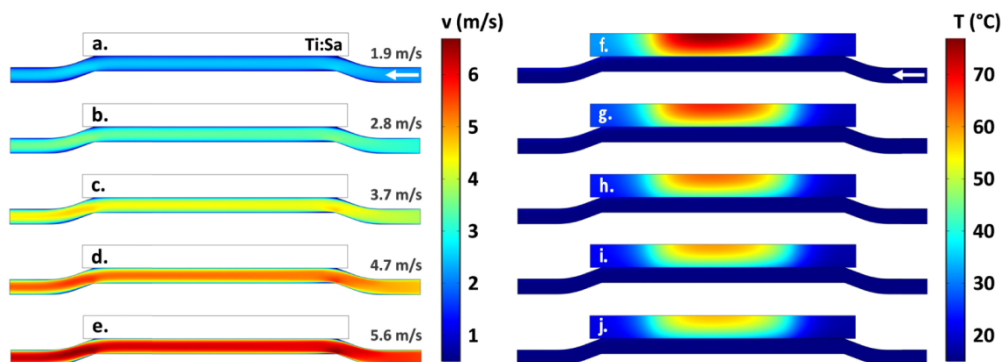 v (m/s)
T (°C)
a.
Ti:Sa
1.9 m/s
b.
2.8 m/s
c.
3.7 m/s
d.
4.7 m/s
e.
5.6 m/s
6
5
4
3
2
1
f.
g.
h.
i.
j.
70
60
50
40
30
20